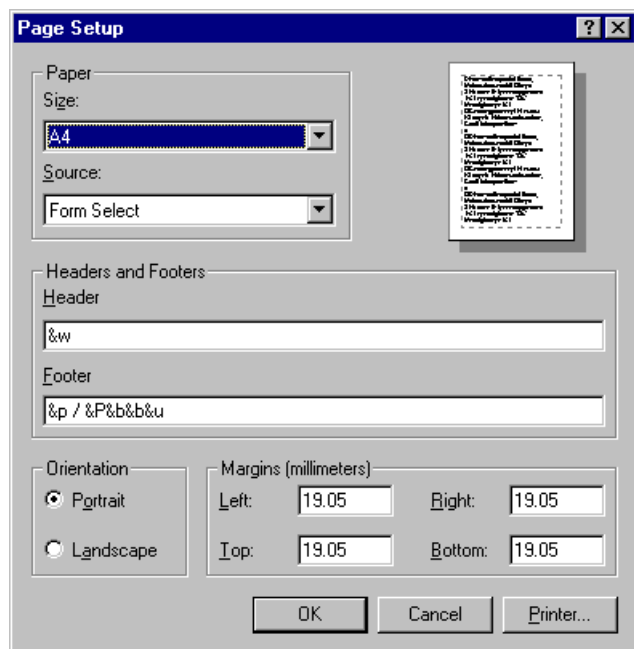 Page Setup
Paper
Size:
A4
Source:
Form Select
Headers and Footers
Header
&w
Footer
&p / &P&b&b&u
Orientation
Portrait
Landscape
Margins (millimeters)
Left: 19.05 Right: 19.05
Top: 19.05 Bottom: 19.05
OK Cancel Printer...